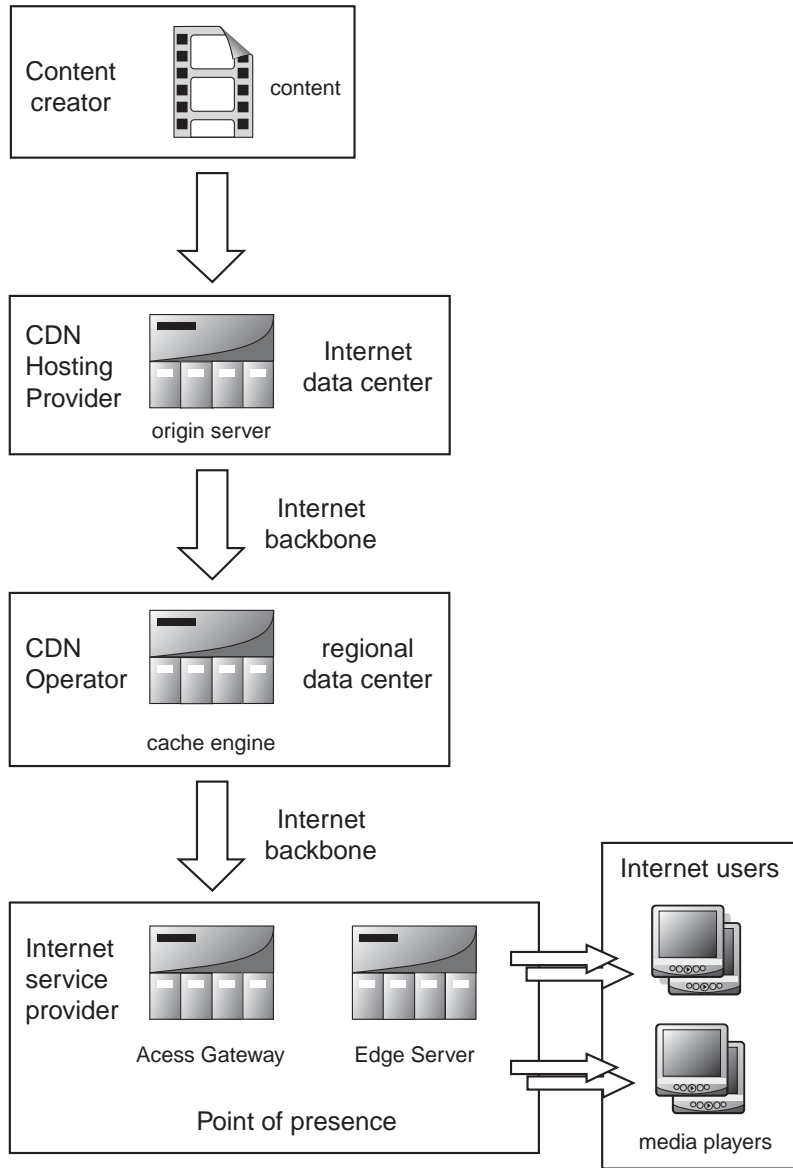 Content
creator
content
CDN
Hosting
Provider
Internet
data center
origin server
Internet
backbone
CDN
Operator
regional
data center
cache engine
Internet
backbone
Internet users
Internet
service
provider
Acess Gateway
Edge Server
Point of presence
media players